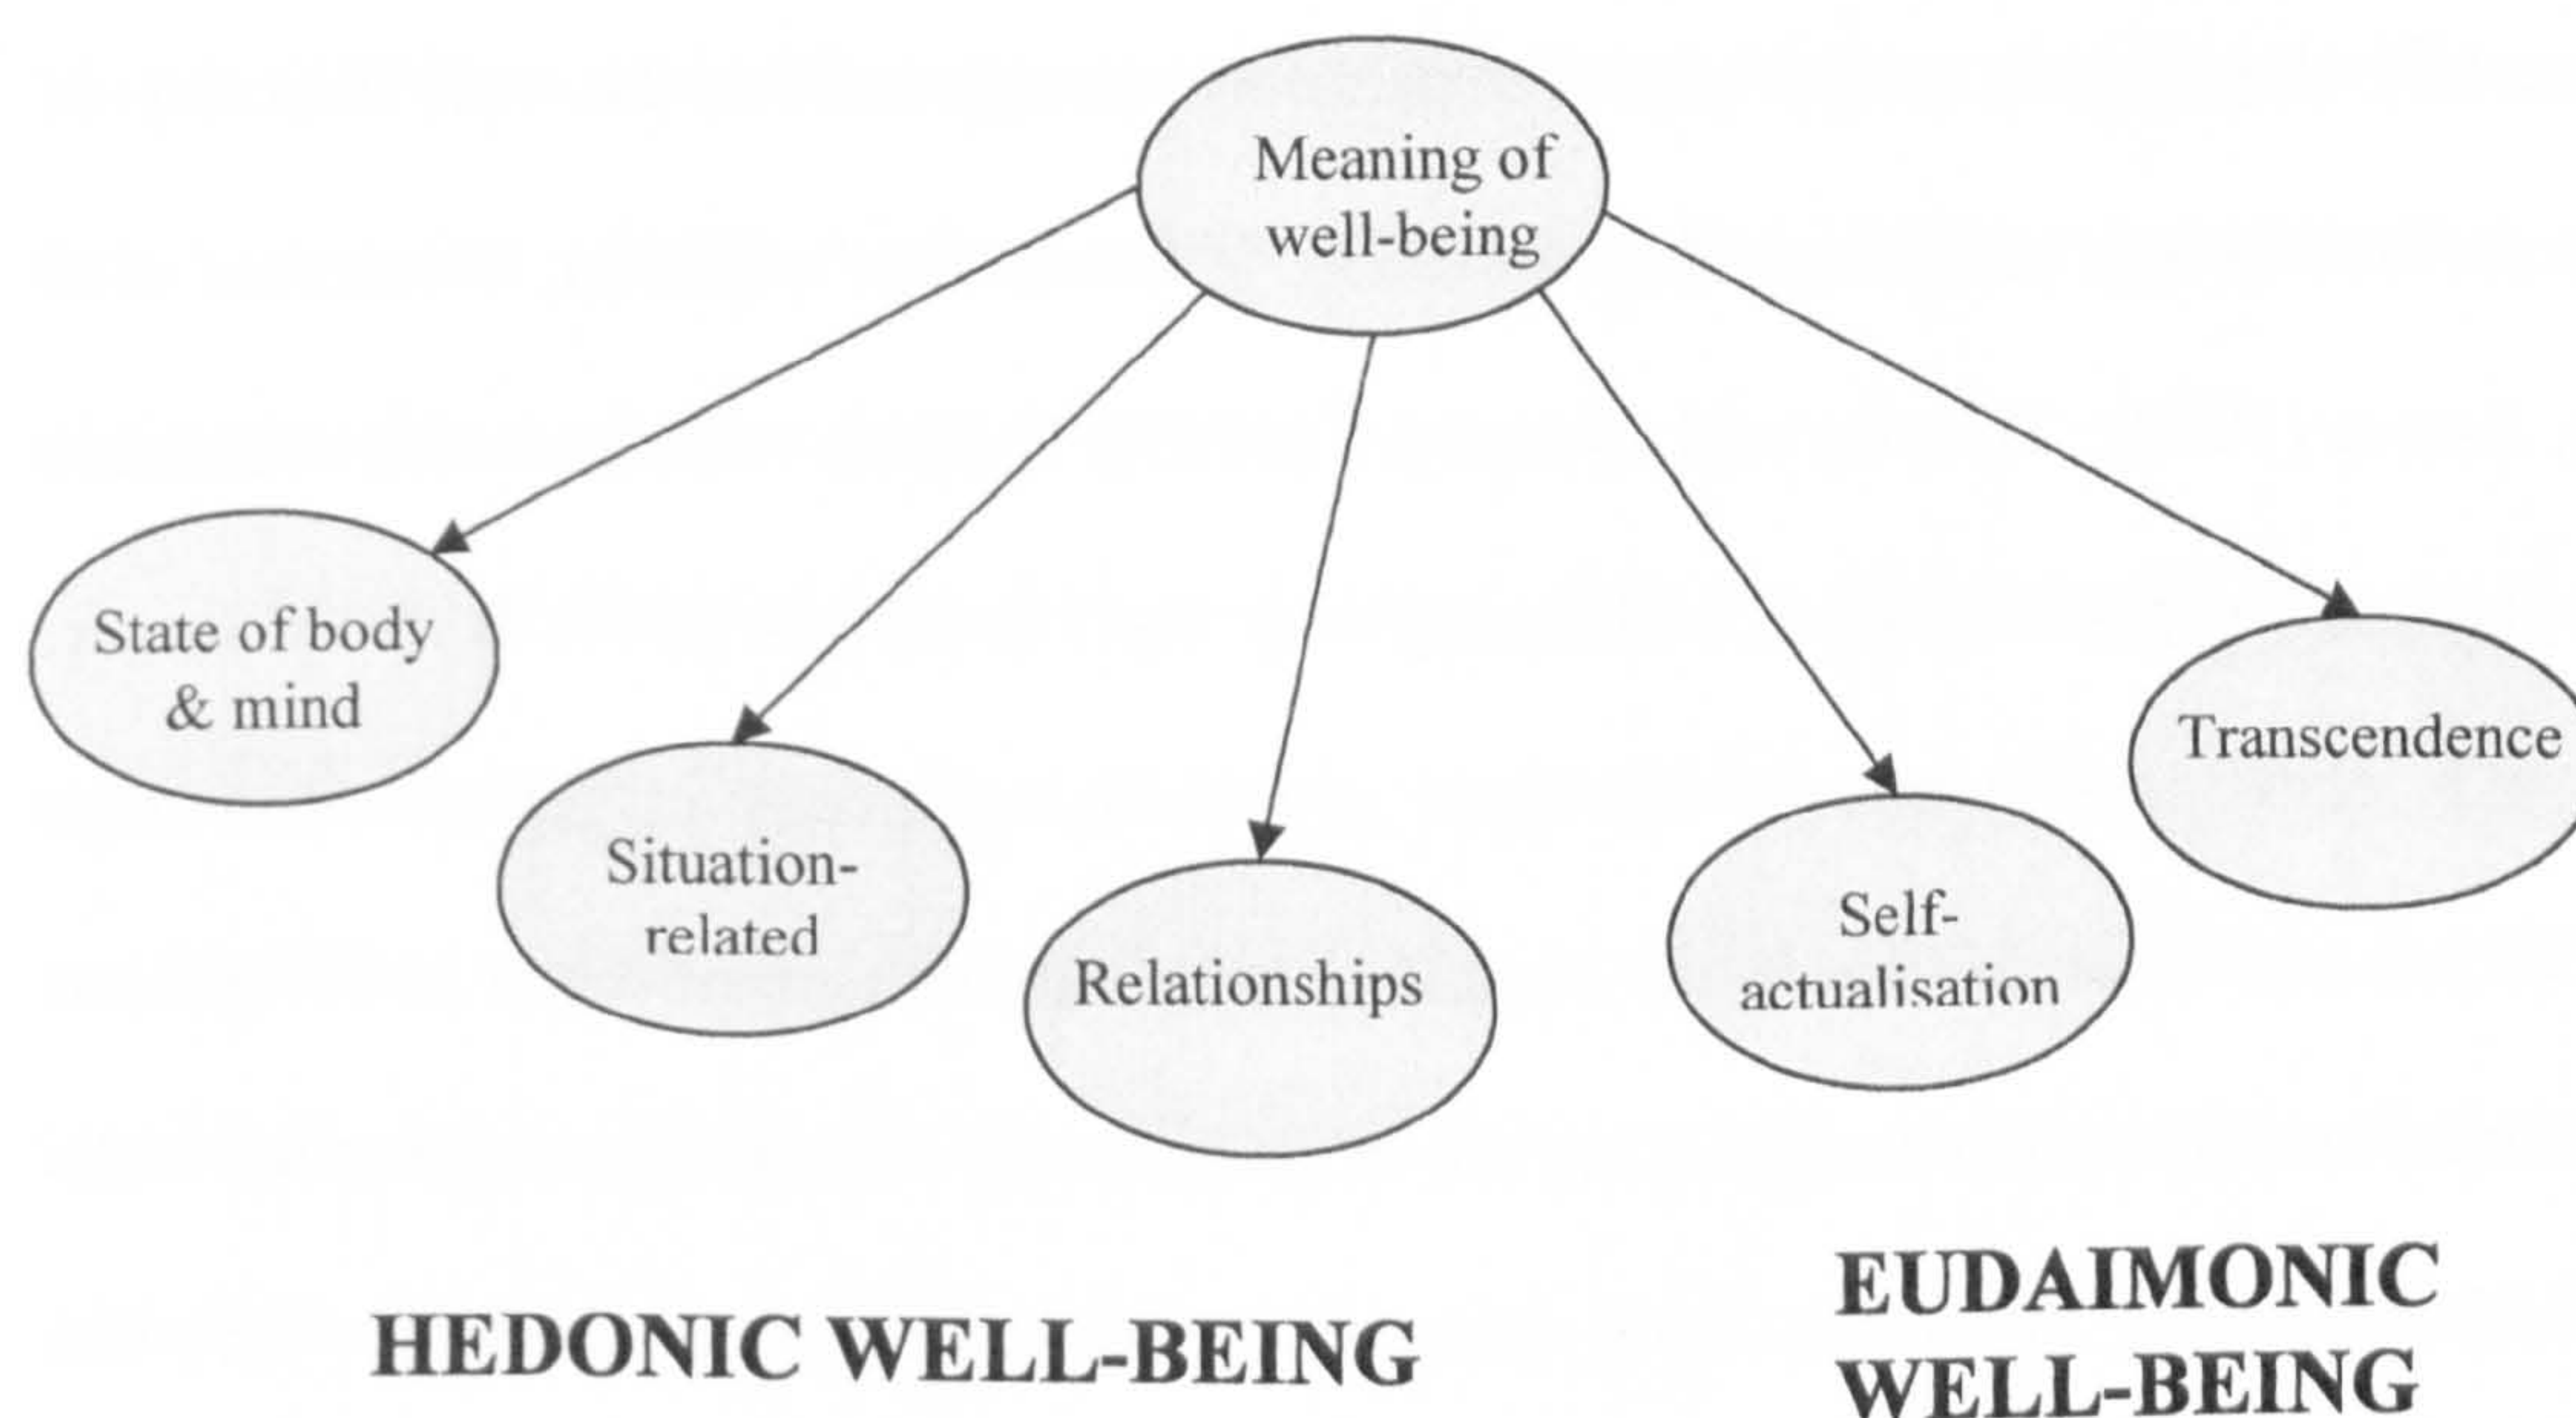 Meaning of
well-being
State of body
& mind
Situation-
related
Relationships
Self-
actualisation
Transcendence
HEDONIC WELL-BEING
EUDAIMONIC
WELL-BEING